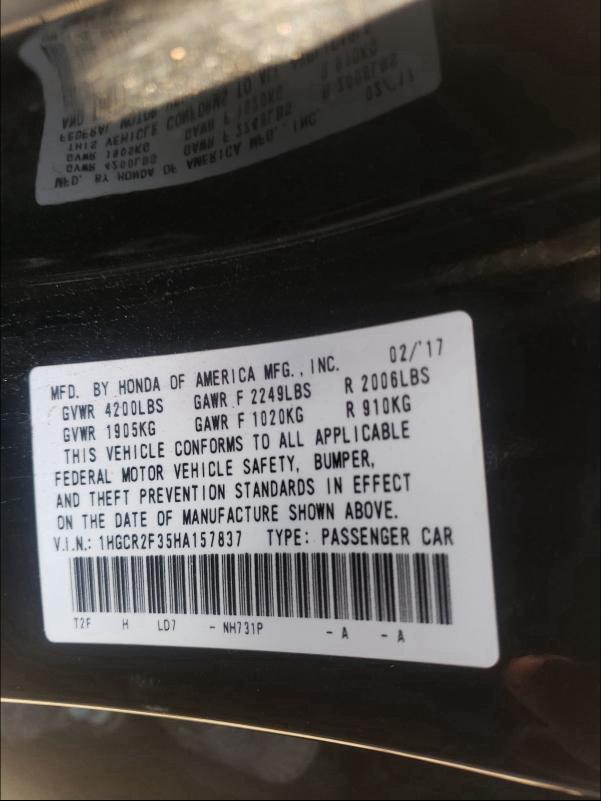 MFD. BY HONDA OF AMERICA MFG., INC. 02/'17
GVWR 4200LBS GAWR F 2249LBS R 2006LBS
GVWR 1905KG GAWR F 1020KG R 910KG
THIS VEHICLE CONFORMS TO ALL APPLICABLE
FEDERAL MOTOR VEHICLE SAFETY, BUMPER,
AND THEFT PREVENTION STANDARDS IN EFFECT
ON THE DATE OF MANUFACTURE SHOWN ABOVE.
V.I.N.: 1HGCR2F35HA157837 TYPE: PASSENGER CAR
T2F H LD7 - NH731P - A - A